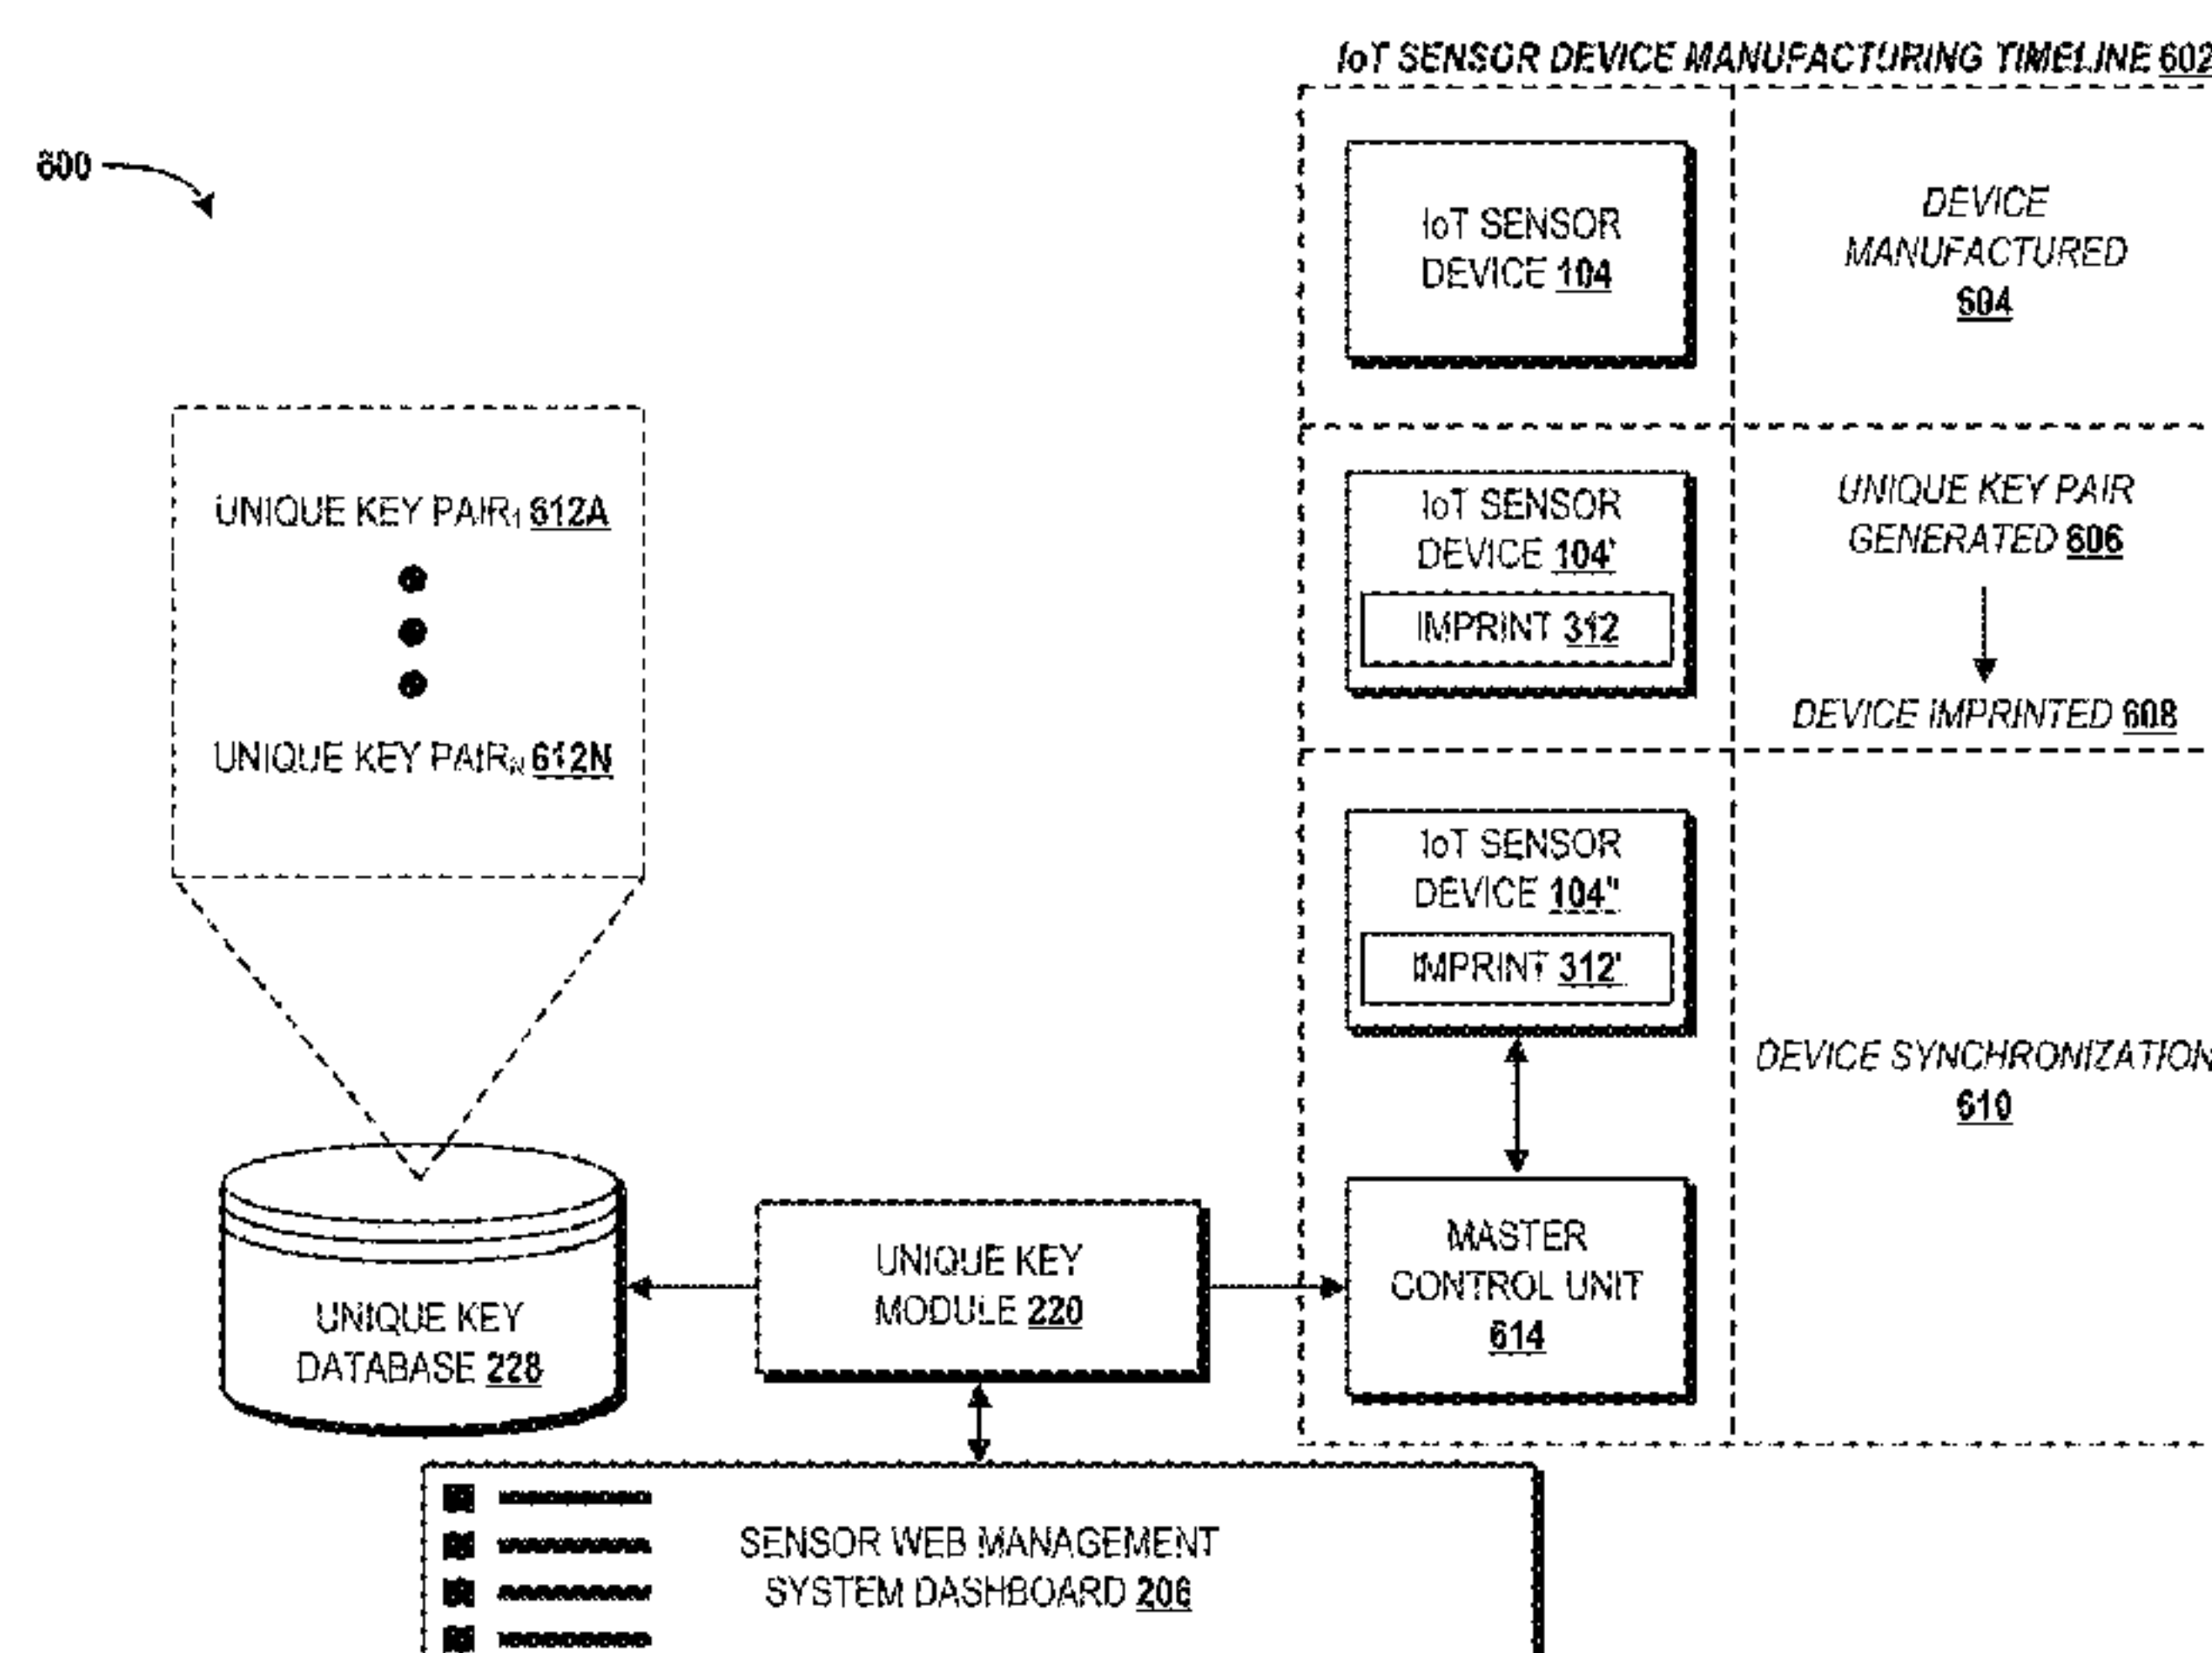 IoT SENSOR DEVICE MANUFACTURING TIMELINE 602
600
IoT SENSOR
DEVICE 104
DEVICE
MANUFACTURED
604
UNIQUE KEY PAIR1 612A
UNIQUE KEY PAIRN 612N
IoT SENSOR
DEVICE 104'
IMPRINT 312
UNIQUE KEY PAIR
GENERATED 606
DEVICE IMPRINTED 608
IoT SENSOR
DEVICE 104"
IMPRINT 312'
DEVICE SYNCHRONIZATION
610
MASTER
CONTROL UNIT
614
UNIQUE KEY
MODULE 220
UNIQUE KEY
DATABASE 228
SENSOR WEB MANAGEMENT
SYSTEM DASHBOARD 206